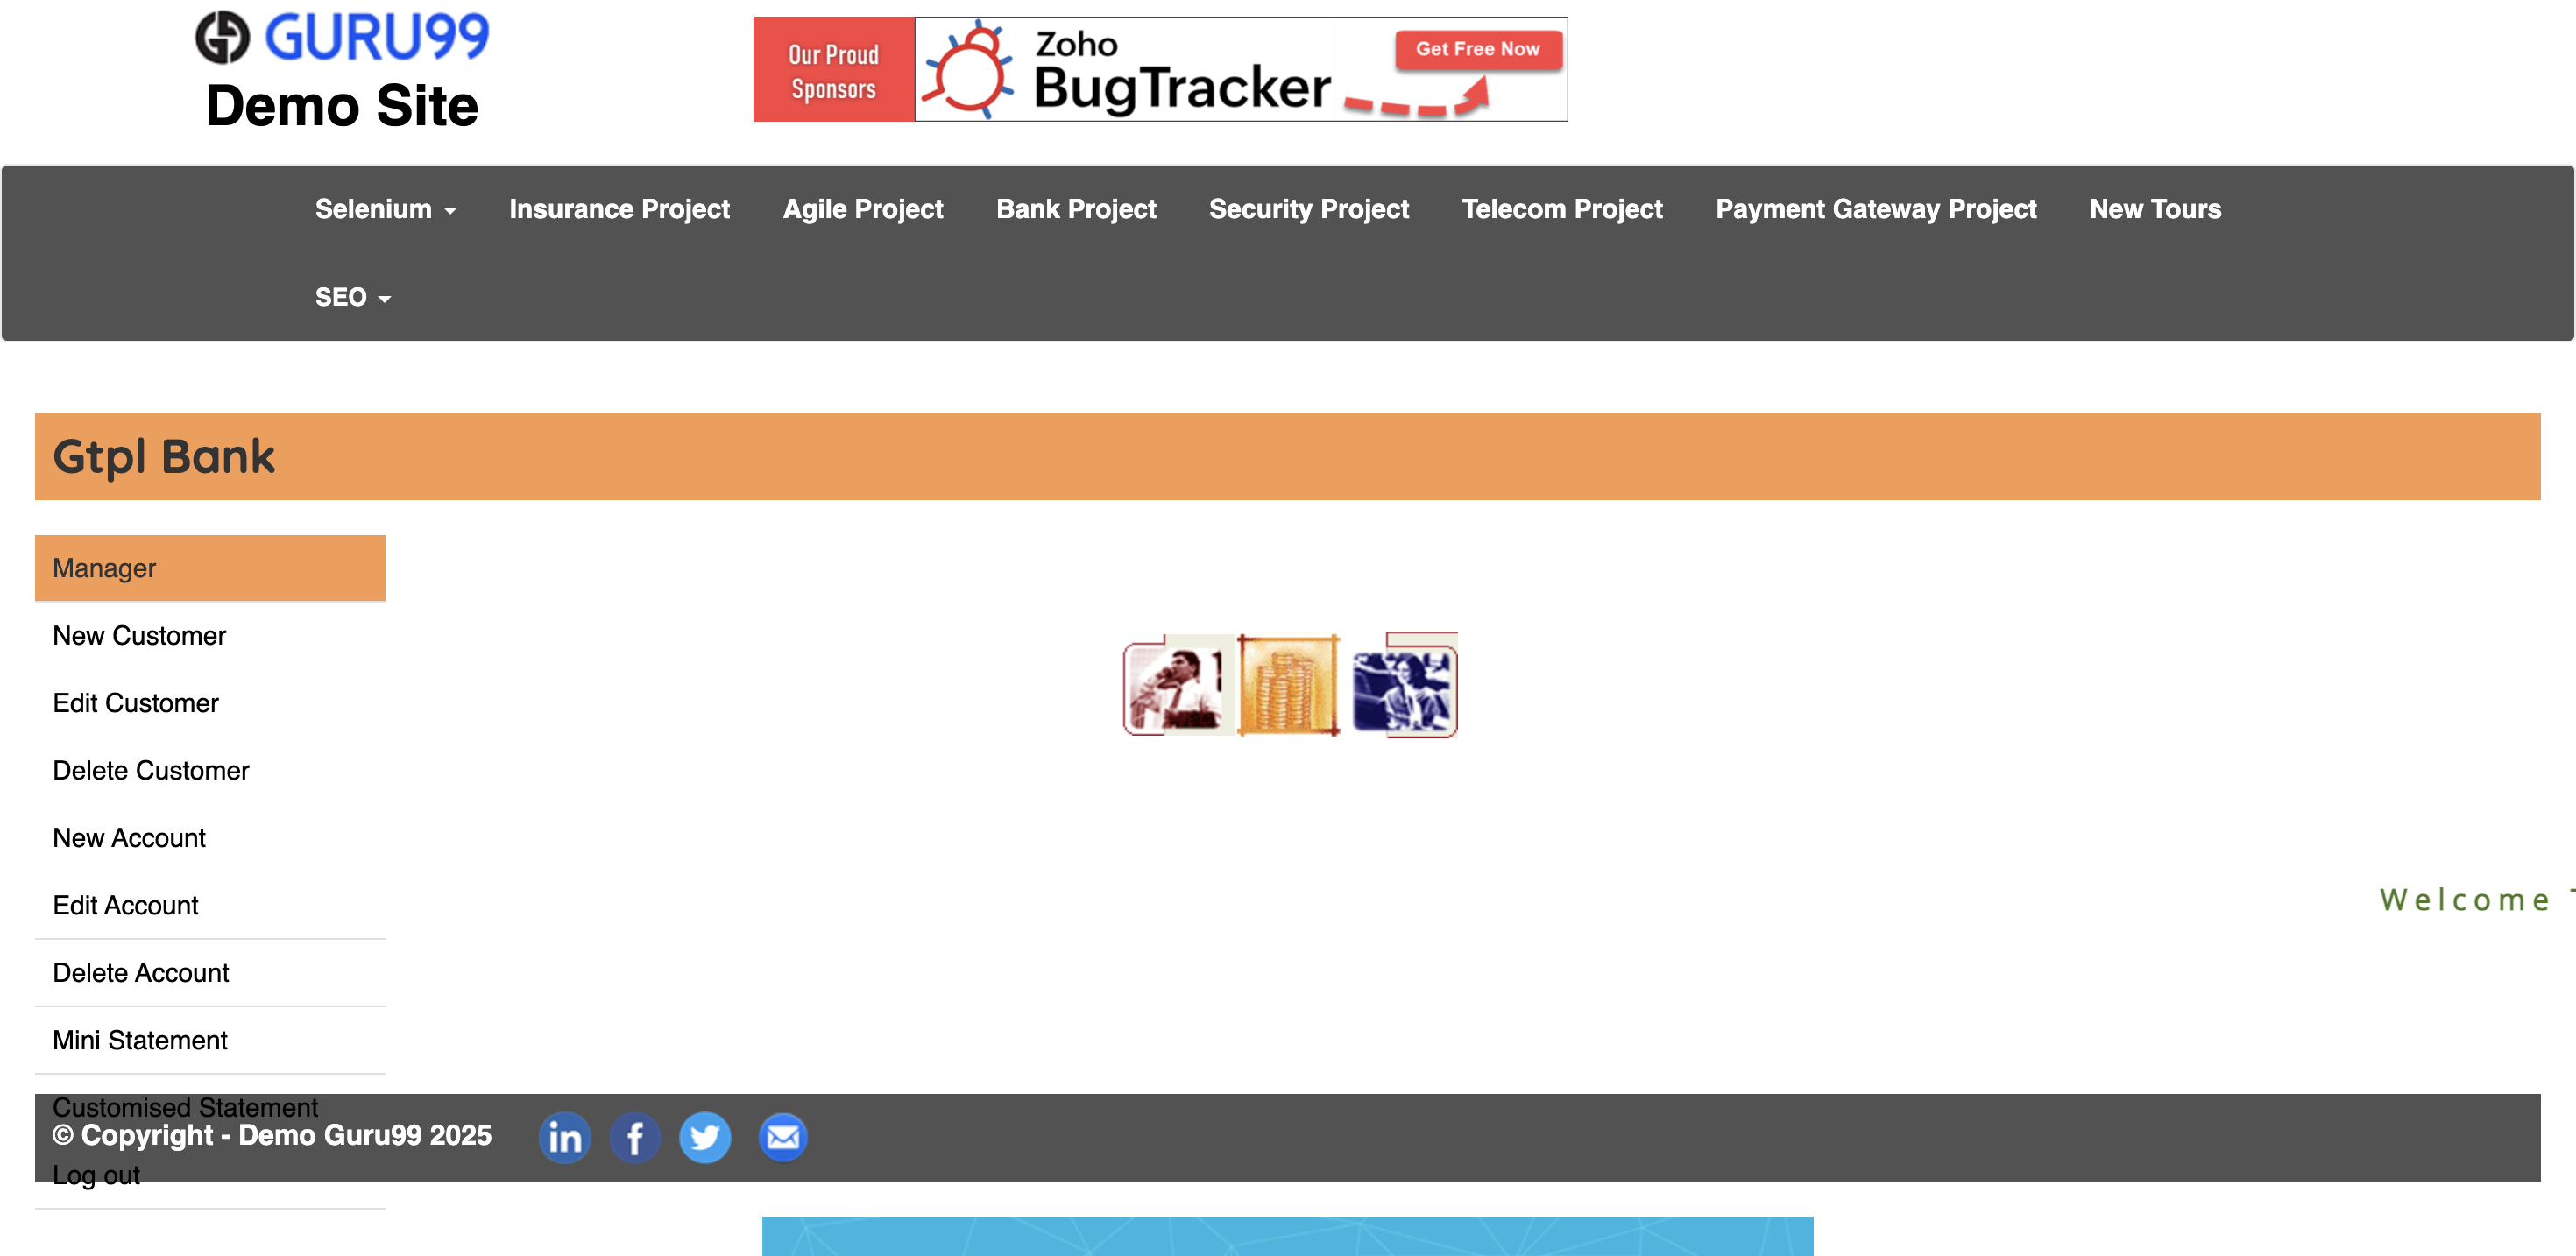 GURU99
Demo Site
Our Proud
Sponsors
Zoho
BugTracker
Get Free Now
Selenium Insurance Project Agile Project Bank Project Security Project Telecom Project Payment Gateway Project New Tours
SEO
Gtpl Bank
Manager
New Customer
Edit Customer
Delete Customer
New Account
Edit Account
Welcome
Delete Account
Mini Statement
Customised Statement
© Copyright - Demo Guru99 2025
in f
Log out